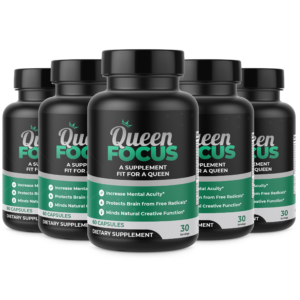 Queen
FOCUS
A SUPPLEMENT
FIT FOR A QUEEN
Increase Mental Acuity*
Protects Brain from Free Radicals*
Minds Natural Creative Function*
60 CAPSULES
DIETARY SUPPLEMENT
30